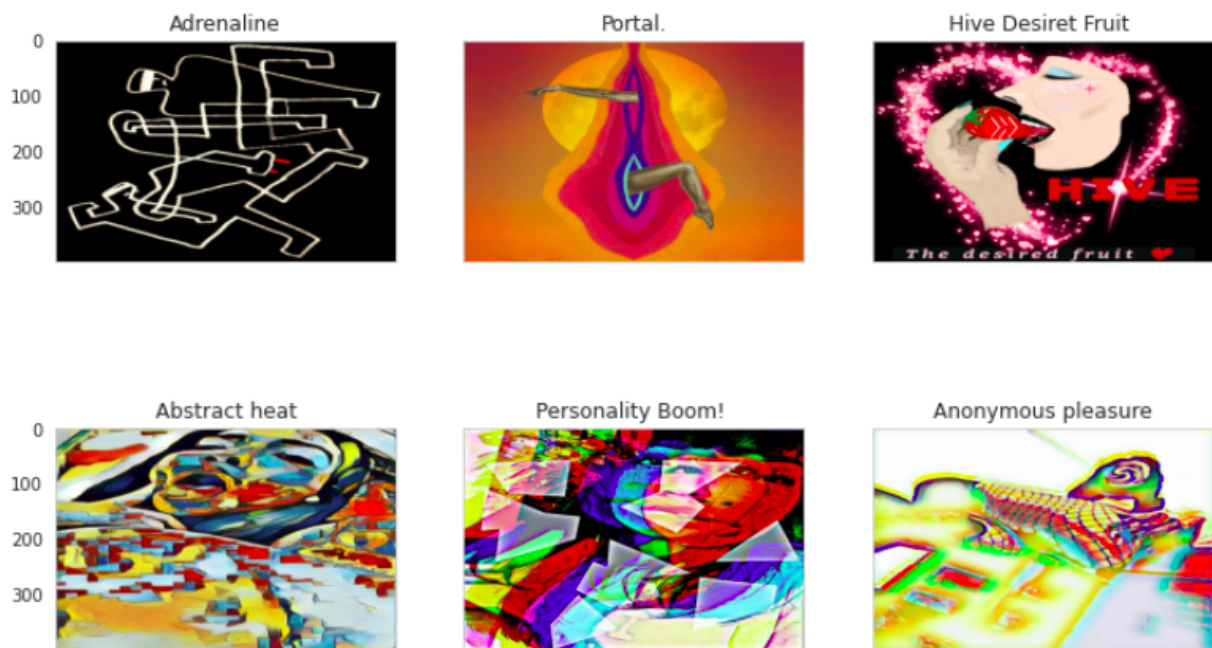 Adrenaline
Portal.
Hive Desiret Fruit
0
100
200
300
HIVE
The desired fruit
Abstract heat
Personality Boom!
Anonymous pleasure
0
100
200
300